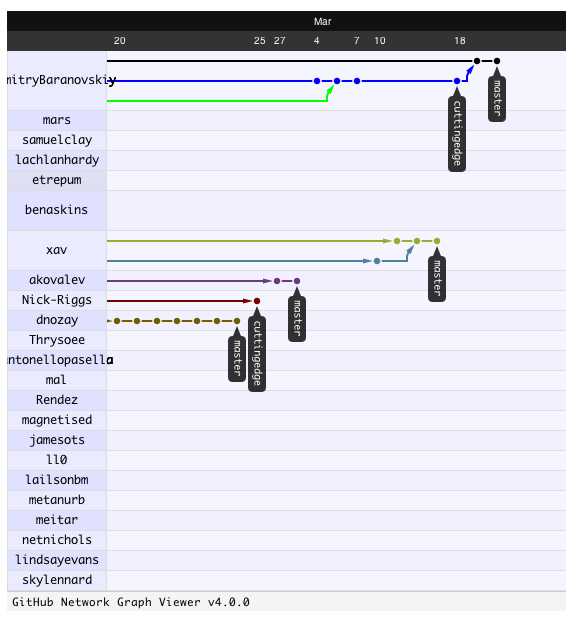 Mar
20 25 27 4 7 10 18
mitryBaranovskiy
master
cuttingedge
mars
samuelclay
lachlanhardy
etrepum
benaskins
xav
master
akovalev
Nick-Riggs
master
cuttingedge
dnozay
master
Thrysoee
ntonellopasella
mal
Rendez
magnetised
jamesots
ll0
lailsonbm
metanurb
meitar
netnichols
lindsayevans
skylennard
GitHub Network Graph Viewer v4.0.0